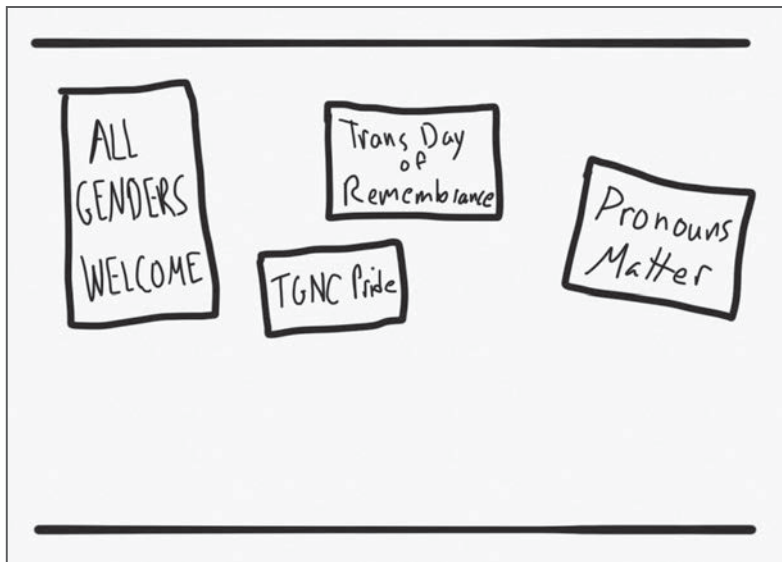 ALL
GENDERS
WELCOME
Trans Day
of
Remembrance
TGNC Pride
Pronouns
Matter